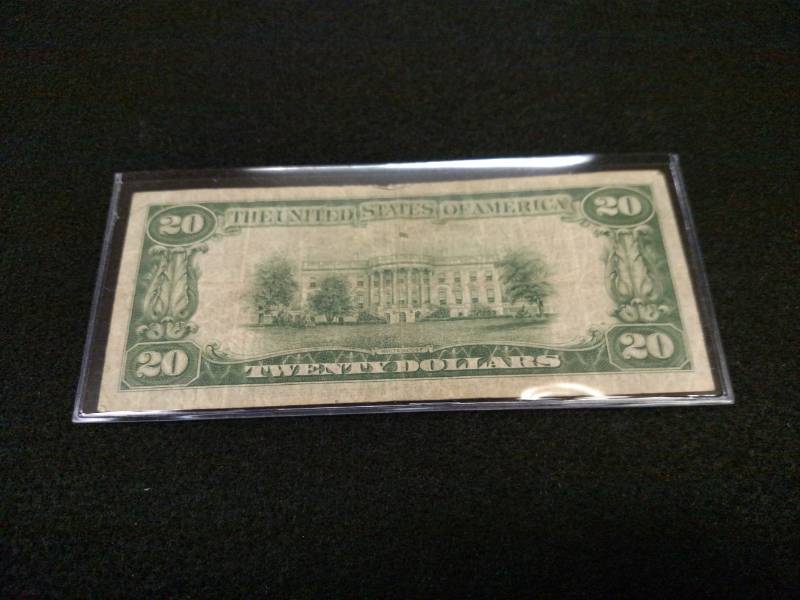 20 THE UNITED STATES OF AMERICA 20
20 TWENTY DOLLARS 20